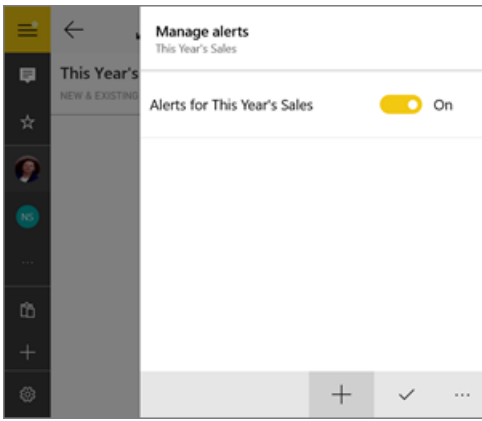 Manage alerts
This Year's Sales
This Year's
NEW & EXISTING
Alerts for This Year's Sales
On
NS